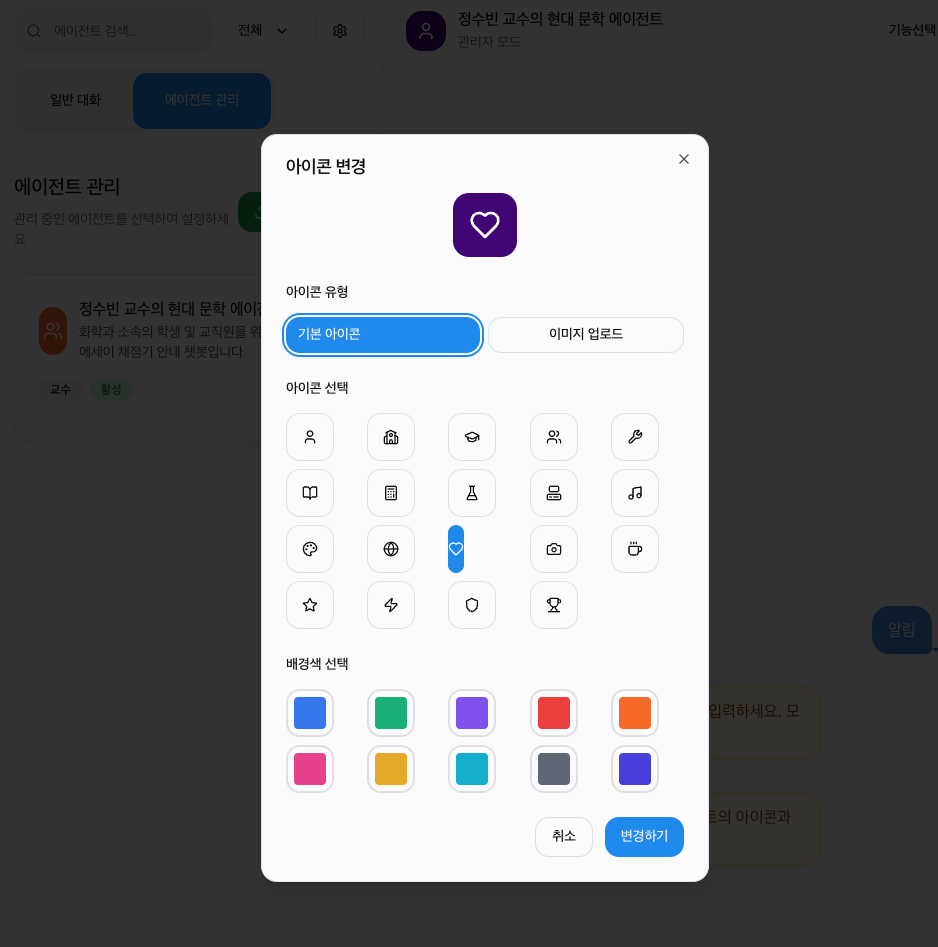 에이전트 검색...
전체
정수빈 교수의 현대 문학 에이전트
관리자 모드
기능선택
일반 대화
에이전트 관리
에이전트 관리
관리 중인 에이전트를 선택하여 설정하세
요
정수빈 교수의 현대 문학 에이전
화학과 소속의 학생 및 교직원을 위
에세이 채점기 안내 챗봇입니다.
교수
활성
아이콘 변경
아이콘 유형
기본 아이콘
이미지 업로드
아이콘 선택
배경색 선택
취소
변경하기
알림
입력하세요. 모
트의 아이콘과